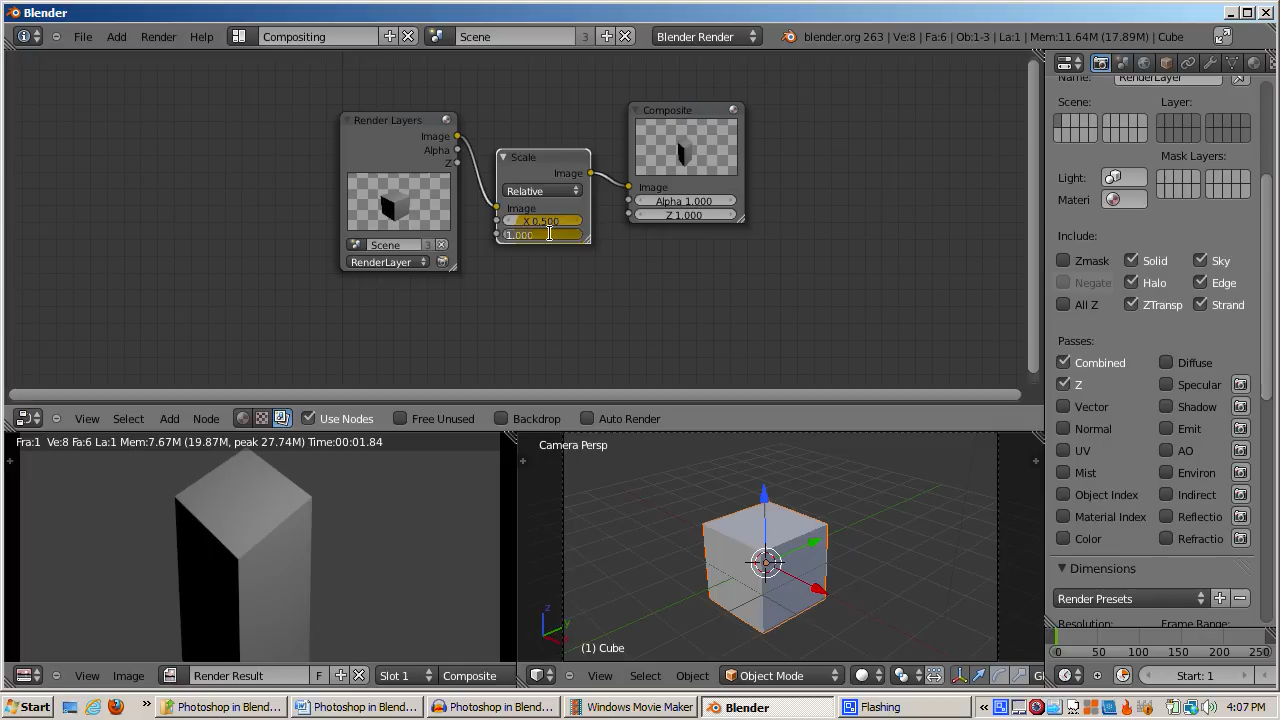 Blender
File Add Render Help Compositing Scene 3 Blender Render blender.org 263 | Ve:8 | Fa:6 | Ob:1-3 | La:1 | Mem:11.64M (17.89M) | Cube
Render Layers
Image
Alpha
Z
Scene 3
RenderLayer
Scale
Image
Relative
Image
X 0.500
1.000
Composite
Image
Alpha 1.000
Z 1.000
Name: RenderLayer
Scene: Layer:
Mask Layers:
Light:
Materi
Include:
Zmask Solid Sky
Negate Halo Edge
All Z ZTransp Strand
Passes:
Combined Diffuse
Z Specular
Vector Shadow
Normal Emit
UV AO
Mist Environ
Object Index Indirect
Material Index Reflectio
Color Refractio
Dimensions
Render Presets
Resolution: Frame Range:
0 50 100 150 200 250
Start: 1
View Select Add Node Use Nodes Free Unused Backdrop Auto Render
Fra:1 Ve:8 Fa:6 La:1 Mem:7.67M (19.87M, peak 27.74M) Time:00:01.84
View Image Render Result F Slot 1 Composite
Camera Persp
z
y
(1) Cube
View Select Object Object Mode
Start Photoshop in Blend... Photoshop in Blend... Photoshop in Blend... Windows Movie Maker Blender Flashing 4:07 PM